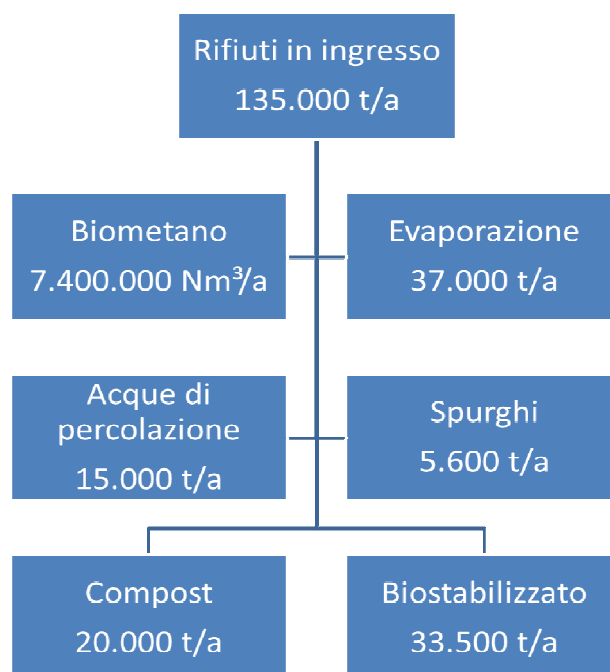 Rifiuti in ingresso
135.000 t/a
Biometano
7.400.000 Nm³/a
Evaporazione
37.000 t/a
Acque di
percolazione
15.000 t/a
Spurghi
5.600 t/a
Compost
20.000 t/a
Biostabilizzato
33.500 t/a